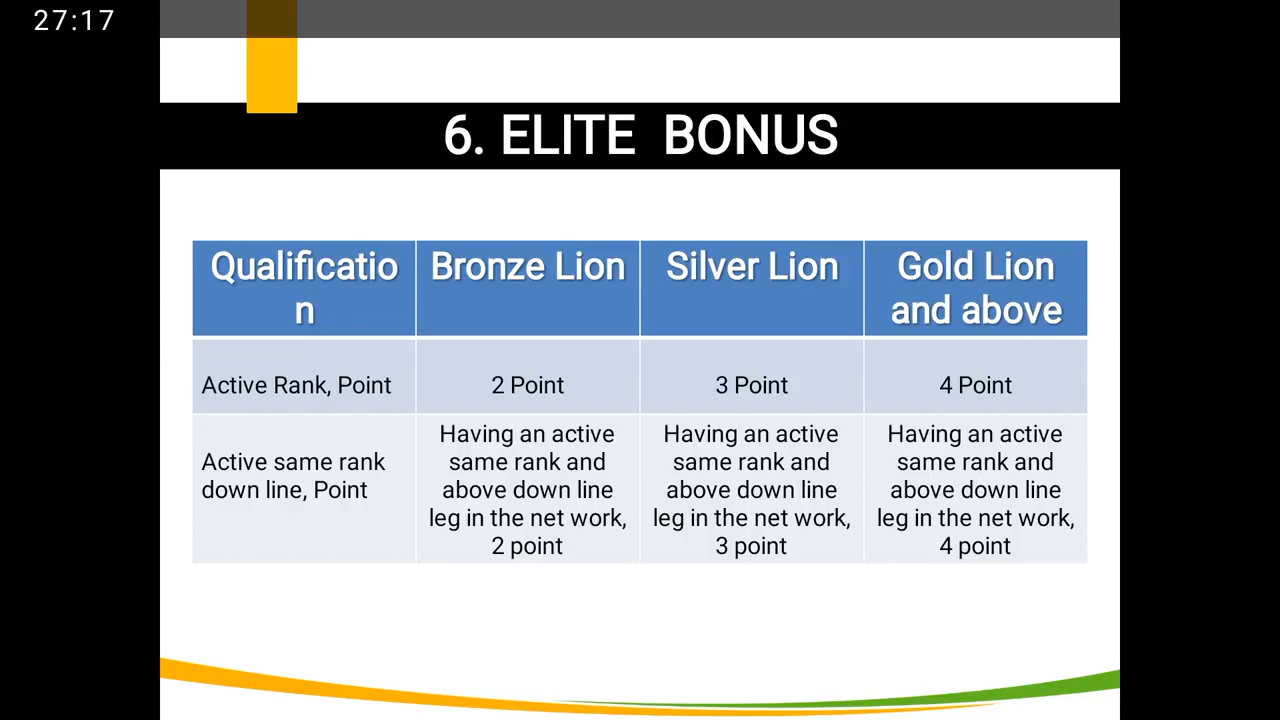 27:17
6. ELITE BONUS
Qualificatio
n
Bronze Lion
Silver Lion
Gold Lion
and above
Active Rank, Point
2 Point
3 Point
4 Point
Active same rank
down line, Point
Having an active
same rank and
above down line
leg in the net work,
2 point
Having an active
same rank and
above down line
leg in the net work,
3 point
Having an active
same rank and
above down line
leg in the net work,
4 point